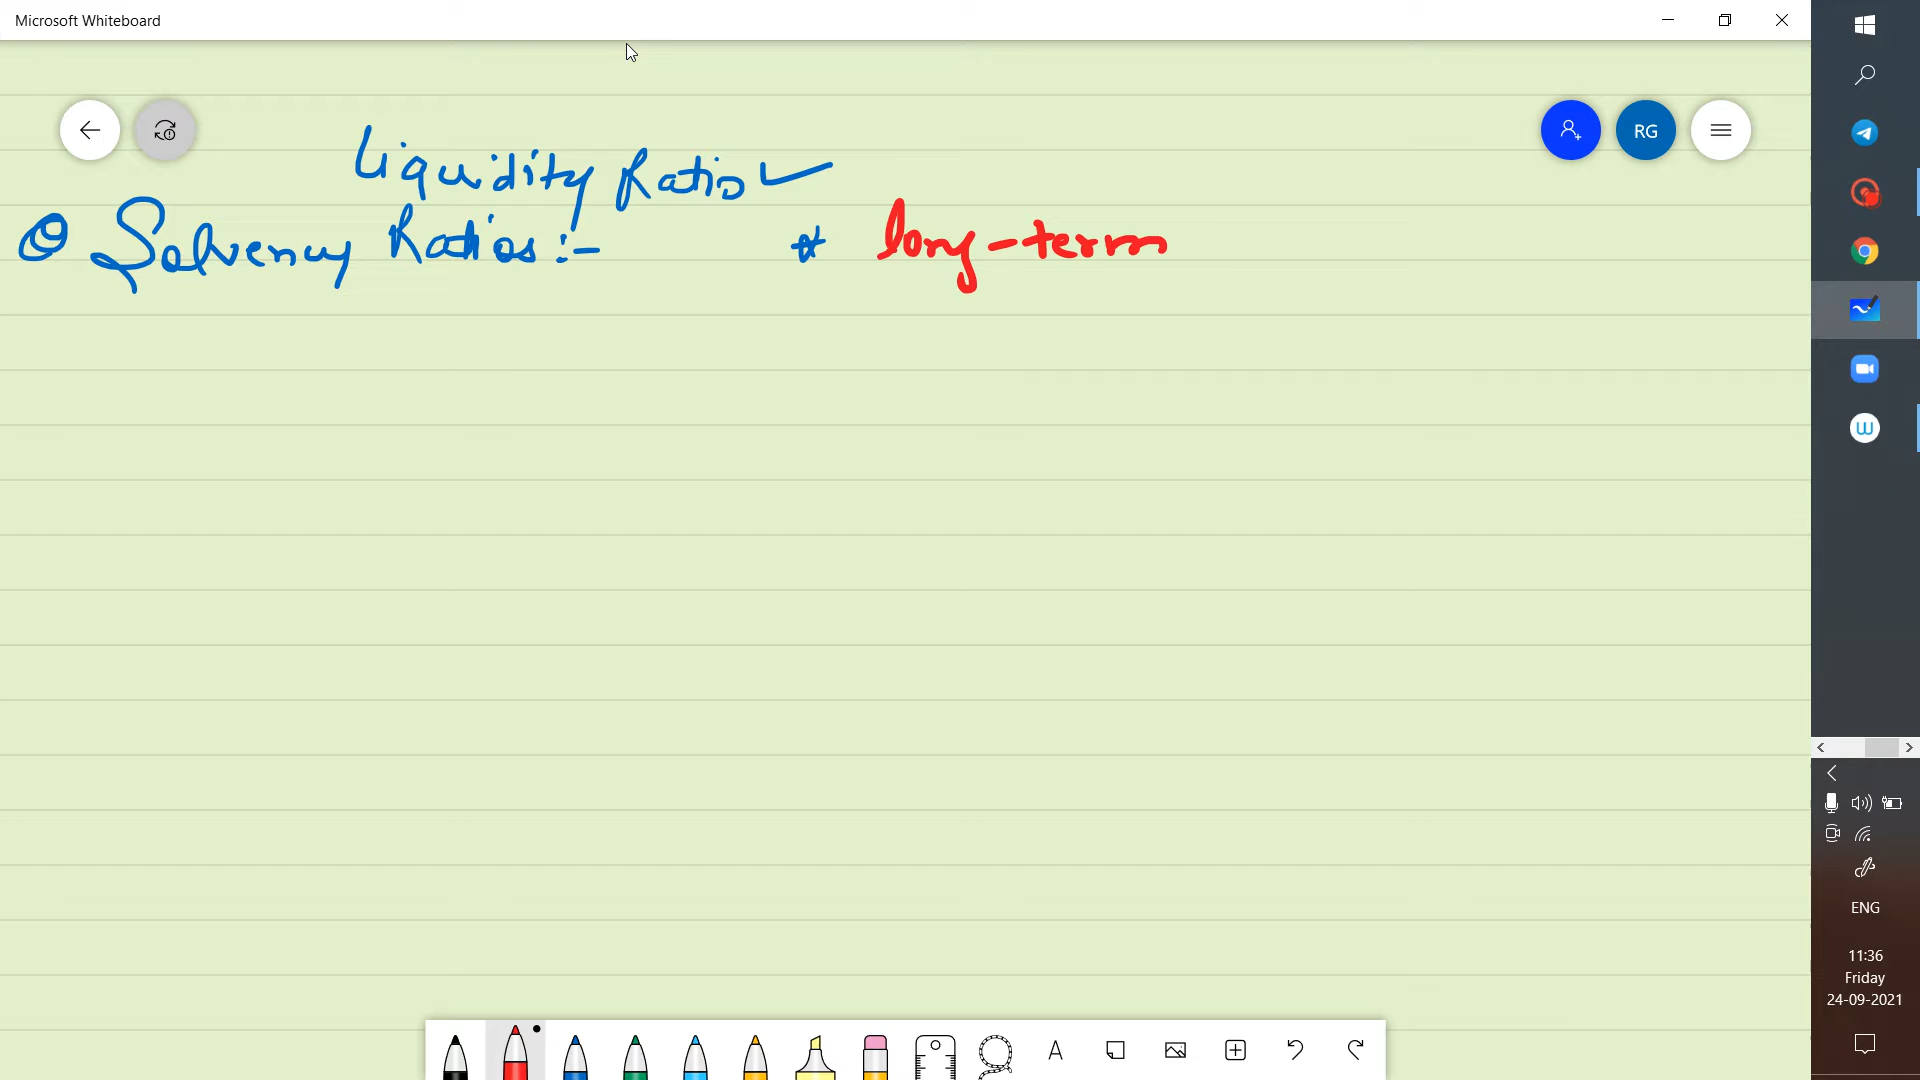 Microsoft Whiteboard
RG
Liquidity Ratio ✓
Solvency Ratios :- * long-term
A
ENG
11:36
Friday
24-09-2021